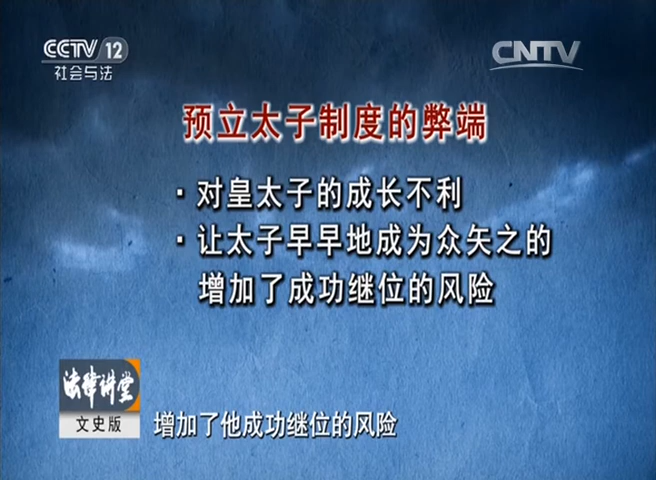 CCTV 12
社会与法
CNTV
预立太子制度的弊端
·对皇太子的成长不利
·让太子早早地成为众矢之的
增加了成功继位的风险
法律讲堂
文史版
增加了他成功继位的风险